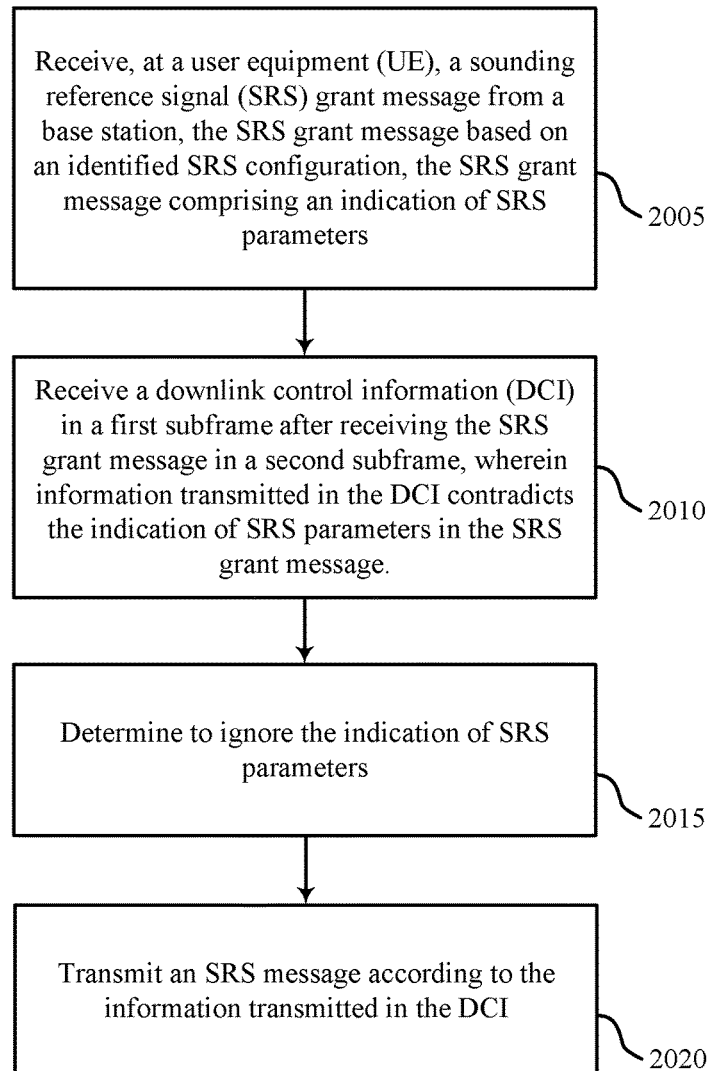 Receive, at a user equipment (UE), a sounding
reference signal (SRS) grant message from a
base station, the SRS grant message based on
an identified SRS configuration, the SRS grant
message comprising an indication of SRS
parameters
2005
Receive a downlink control information (DCI)
in a first subframe after receiving the SRS
grant message in a second subframe, wherein
information transmitted in the DCI contradicts
the indication of SRS parameters in the SRS
grant message.
2010
Determine to ignore the indication of SRS
parameters
2015
Transmit an SRS message according to the
information transmitted in the DCI
2020